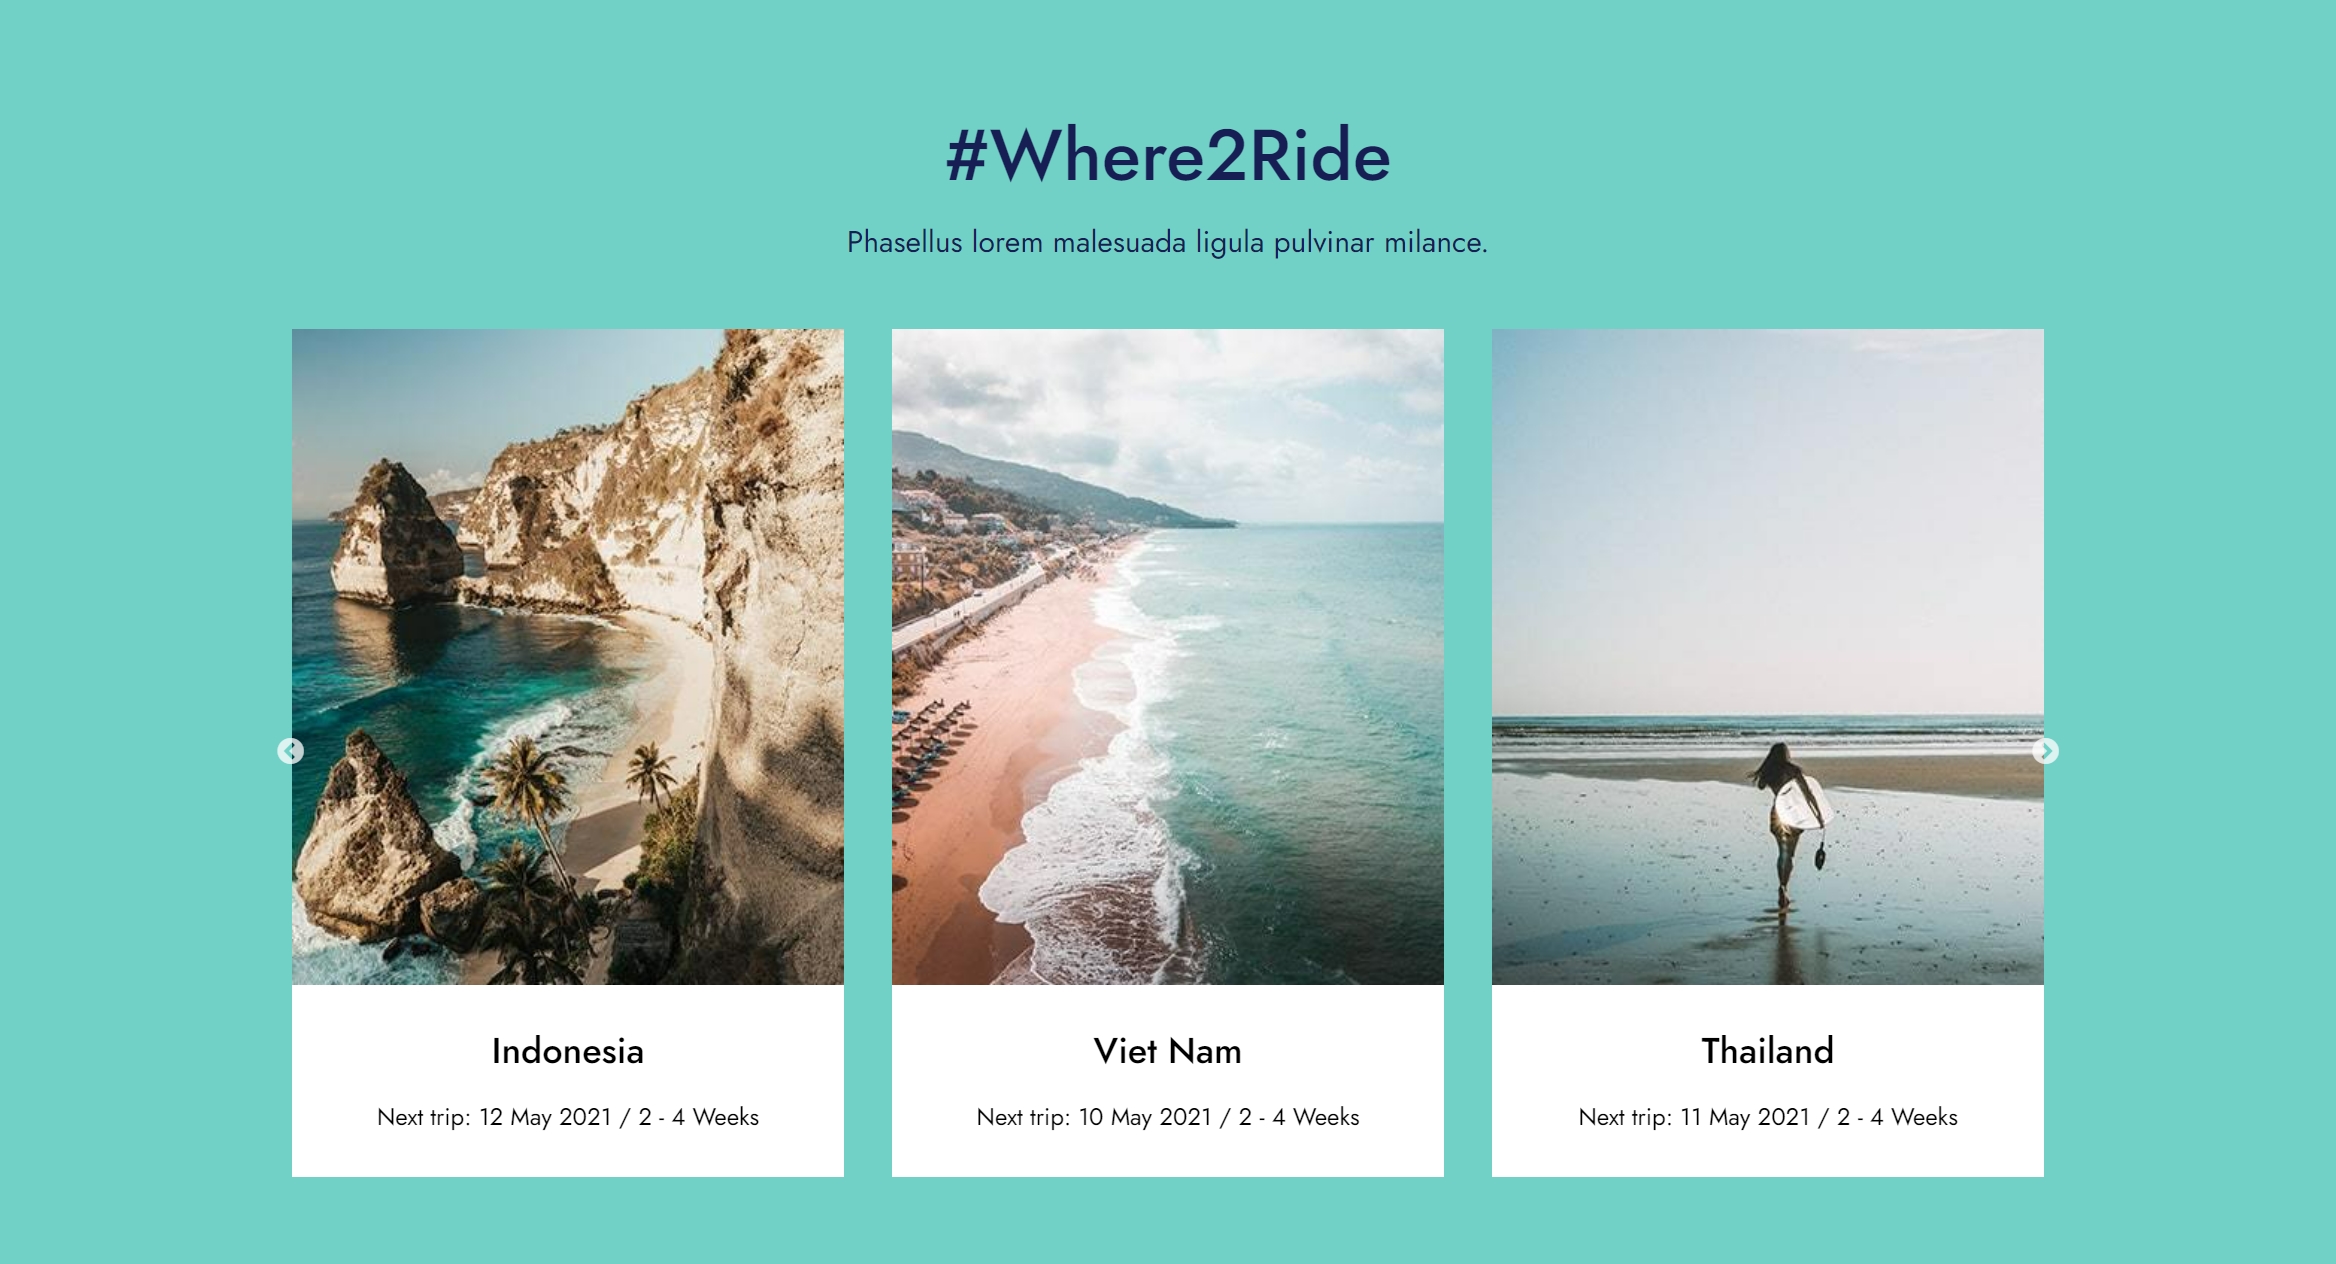 #Where2Ride
Phasellus lorem malesuada ligula pulvinar milance.
Indonesia
Next trip: 12 May 2021 / 2 - 4 Weeks
Viet Nam
Next trip: 10 May 2021 / 2 - 4 Weeks
Thailand
Next trip: 11 May 2021 / 2 - 4 Weeks